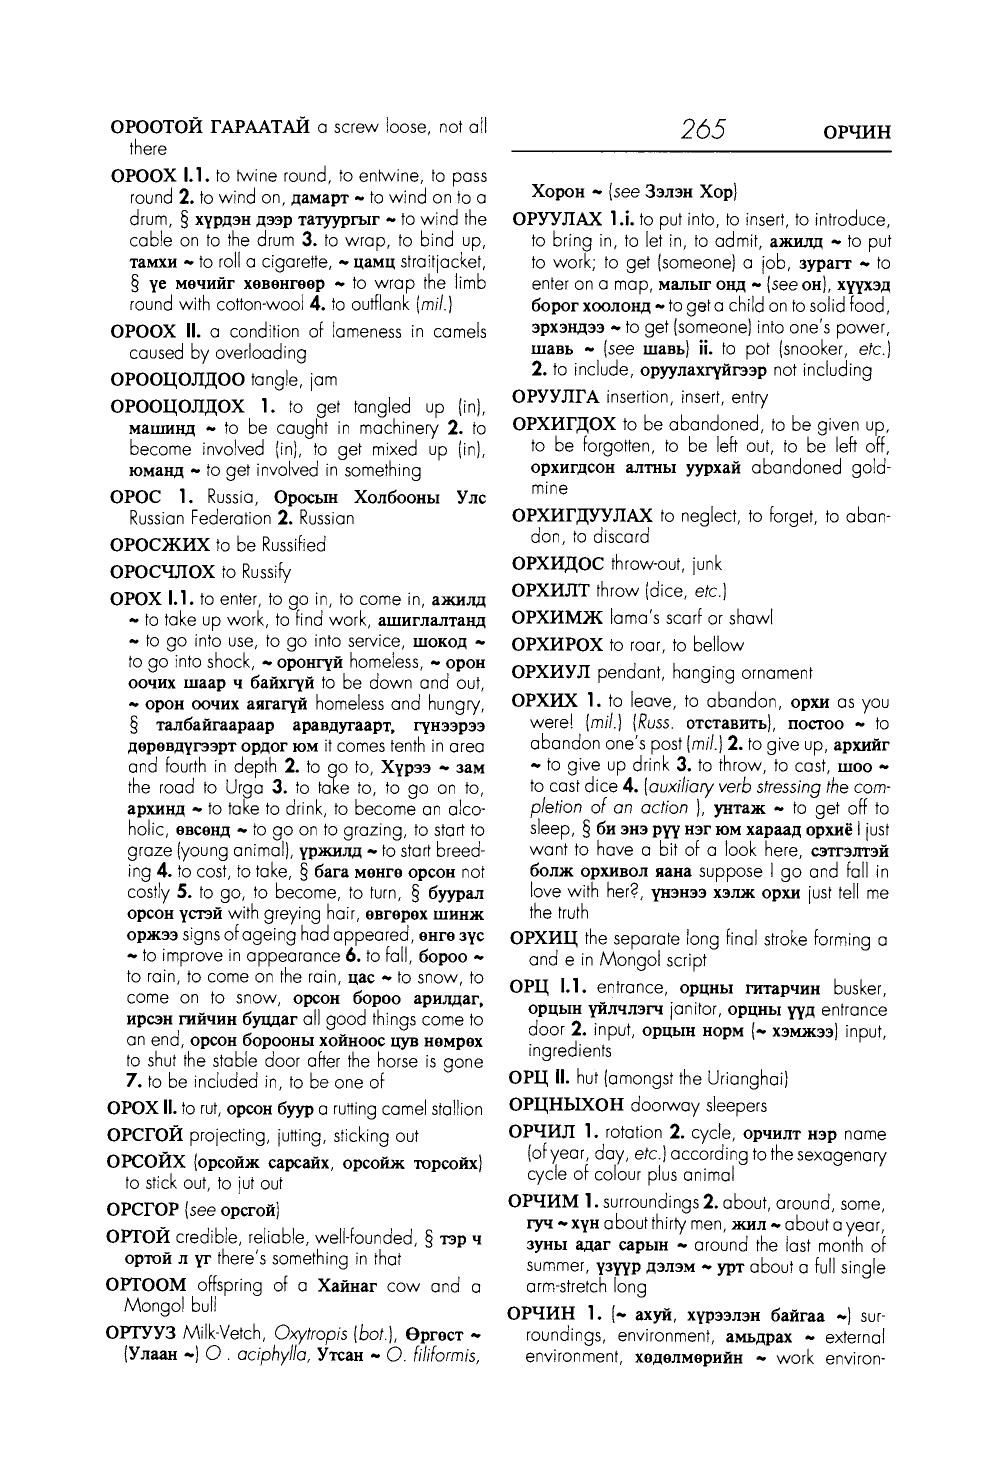 ОРООТОЙ ГАРААТАЙ a screw loose, not all
there
ОРООХ I.1. to twine round, to entwine, to pass
round 2. to wind on, дамарт ~ to wind on to a
drum, § хүрдэн дээр татуургыг ~ to wind the
cable on to the drum 3. to wrap, to bind up,
тамхи ~ to roll a cigarette, ~ цамц straitjacket,
§ үе мөчийг хөвөнгөөр ~ to wrap the limb
round with cotton-wool 4. to outflank (mil.)
ОРООХ II. a condition of lameness in camels
caused by overloading
ОРООЦОЛДОО tangle, jam
ОРООЦОЛДОХ 1. to get tangled up (in),
машинд ~ to be caught in machinery 2. to
become involved (in), to get mixed up (in),
юманд ~ to get involved in something
ОРОС 1. Russia, Оросын Холбооны Улс
Russian Federation 2. Russian
ОРОСЖИХ to be Russified
ОРОСЧЛОХ to Russify
ОРОХ I.1. to enter, to go in, to come in, ажилд
~ to take up work, to find work, ашиглалтанд
~ to go into use, to go into service, шокод ~
to go into shock, ~ оронгүй homeless, ~ орон
оочих шаар ч байхгүй to be down and out,
~ орон оочих аягагүй homeless and hungry,
§ талбайгаараар аравдугаарт, гүнээрээ
дөрөвдүгээрт ордог юм it comes tenth in area
and fourth in depth 2. to go to, Хүрээ ~ зам
the road to Urga 3. to take to, to go on to,
архинд ~ to take to drink, to become an alco-
holic, өвсөнд ~ to go on to grazing, to start to
graze (young animal), үржилд ~ to start breed-
ing 4. to cost, to take, § бага мөнгө орсон not
costly 5. to go, to become, to turn, § буурал
орсон үстэй with greying hair, өвгөрөх шинж
оржээ signs of ageing had appeared, өнгө зүс
~ to improve in appearance 6. to fall, бороо ~
to rain, to come on the rain, цас ~ to snow, to
come on to snow, орсон бороо арилдаг,
ирсэн гийчин буцдаг all good things come to
an end, орсон борооны хойноос цув нөмрөх
to shut the stable door after the horse is gone
7. to be included in, to be one of
ОРОХ II. to rut, орсон буур a rutting camel stallion
ОРСГОЙ projecting, jutting, sticking out
ОРСОЙХ (орсойж сарсайх, орсойж торсойх)
to stick out, to jut out
ОРСГОР (see орсгой)
ОРТОЙ credible, reliable, well-founded, § тэр ч
ортой л үг there's something in that
ОРТООМ offspring of a Хайнаг cow and a
Mongol bull
ОРТУУЗ Milk-Vetch, Oxytropis (bot.), Өргөст ~
(Улаан ~) O . aciphylla, Утсан ~ O. filiformis,
265 ОРЧИН
Хорон ~ (see Зэлэн Хор)
ОРУУЛАХ 1.i. to put into, to insert, to introduce,
to bring in, to let in, to admit, ажилд ~ to put
to work; to get (someone) a job, зурагт ~ to
enter on a map, малыг онд ~ (see он), хүүхэд
борог хоолонд ~ to get a child on to solid food,
эрхэндээ ~ to get (someone) into one's power,
шавь ~ (see шавь) ii. to pot (snooker, etc.)
2. to include, оруулахгүйгээр not including
ОРУУЛГА insertion, insert, entry
ОРХИГДОХ to be abandoned, to be given up,
to be forgotten, to be left out, to be left off,
орхигдсон алтны уурхай abandoned gold-
mine
ОРХИГДУУЛАХ to neglect, to forget, to aban-
don, to discard
ОРХИДОС throw-out, junk
ОРХИЛТ throw (dice, etc.)
ОРХИМЖ lama's scarf or shawl
ОРХИРОХ to roar, to bellow
ОРХИУЛ pendant, hanging ornament
ОРХИХ 1. to leave, to abandon, орхи as you
were! (mil.) (Russ. отставить), постоо ~ to
abandon one's post (mil.) 2. to give up, архийг
~ to give up drink 3. to throw, to cast, шоо ~
to cast dice 4. (auxiliary verb stressing the com-
pletion of an action ), унтаж ~ to get off to
sleep, § би энэ рүү нэг юм хараад орхиё I just
want to have a bit of a look here, сэтгэлтэй
болж орхивол яана suppose I go and fall in
love with her?, үнэнээ хэлж орхи just tell me
the truth
ОРХИЦ the separate long final stroke forming a
and e in Mongol script
ОРЦ I.1. entrance, орцны гитарчин busker,
орцын үйлчлэгч janitor, орцны үүд entrance
door 2. input, орцын норм (~ хэмжээ) input,
ingredients
ОРЦ II. hut (amongst the Urianghai)
ОРЦНЫХОН doorway sleepers
ОРЧИЛ 1. rotation 2. cycle, орчилт нэр name
(of year, day, etc.) according to the sexagenary
cycle of colour plus animal
ОРЧИМ 1. surroundings 2. about, around, some,
гуч ~ хүн about thirty men, жил ~ about a year,
зуны адаг сарын ~ around the last month of
summer, үзүүр дэлэм ~ урт about a full single
arm-stretch long
ОРЧИН 1. (~ ахуй, хүрээлэн байгаа ~) sur-
roundings, environment, амьдрах ~ external
environment, хөдөлмөрийн ~ work environ-